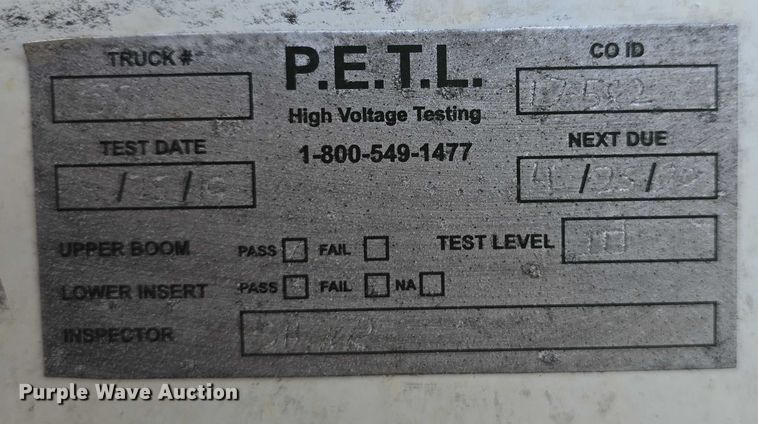 TRUCK #
P.E.T.L.
CO ID
High Voltage Testing
TEST DATE
1-800-549-1477
NEXT DUE
/ /
4/ /
UPPER BOOM PASS FAIL
TEST LEVEL
LOWER INSERT PASS FAIL NA
INSPECTOR
Purple Wave Auction